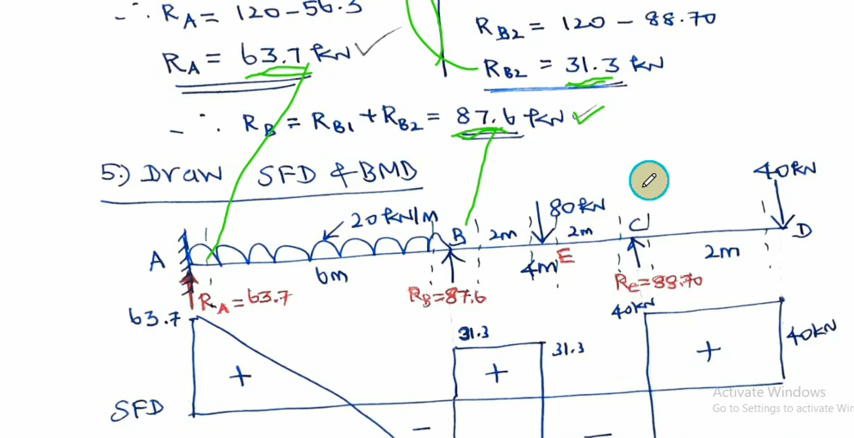 ∴ RA = 120 - 56.3
RA = 63.7 kN
RB2 = 120 - 88.70
RB2 = 31.3 kN
∴ RB = RB1 + RB2 = 87.6 kN
5.) Draw SFD & BMD
A
20 kN/M
B
2m
80 kN
2m
C
40 kN
D
6m
4m
E
2m
RA = 63.7
RB = 87.6
Rc = 88.70
63.7
31.3
31.3
40 kN
40 kN
+
+
+
SFD
-
-
Activate Windows
Go to Settings to activate Win